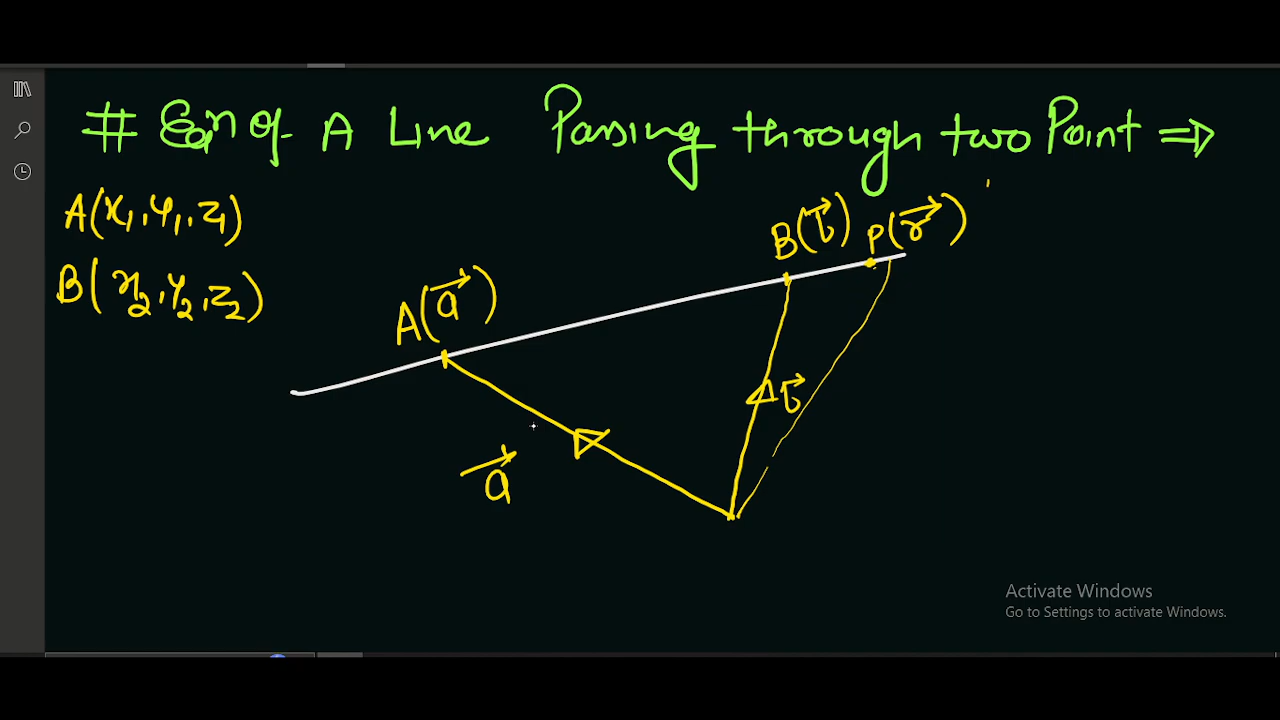 # Eqn of A Line Passing through two Point ⇒
A(x₁, y₁, z₁)
B(x₂, y₂, z₂)
B(b⃗) P(r⃗)
A(a⃗)
b⃗
a⃗
Activate Windows
Go to Settings to activate Windows.